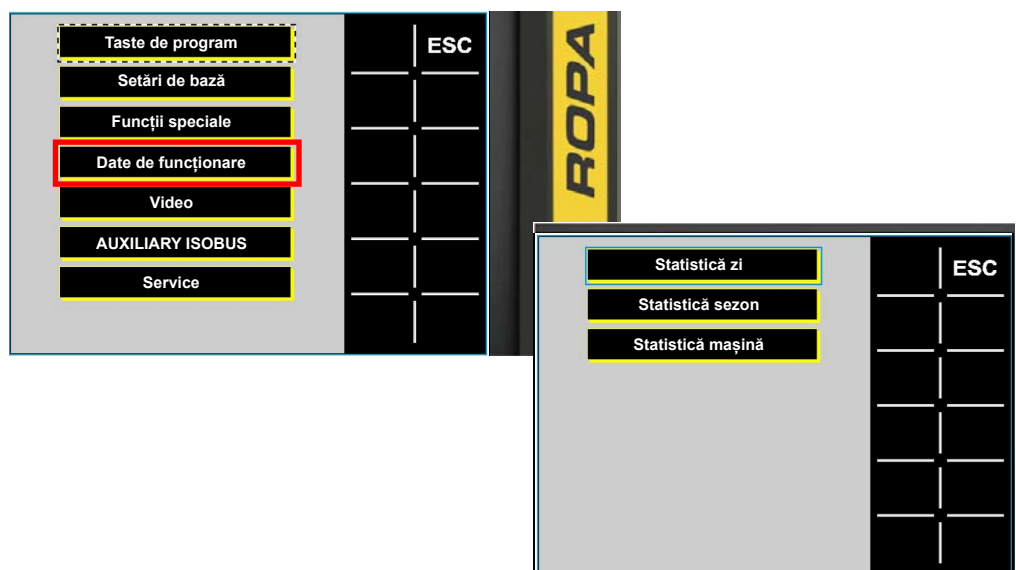 Taste de program
ESC
Setări de bază
Funcții speciale
Date de funcționare
Video
AUXILIARY ISOBUS
Service
ROPA
Statistică zi
ESC
Statistică sezon
Statistică mașină